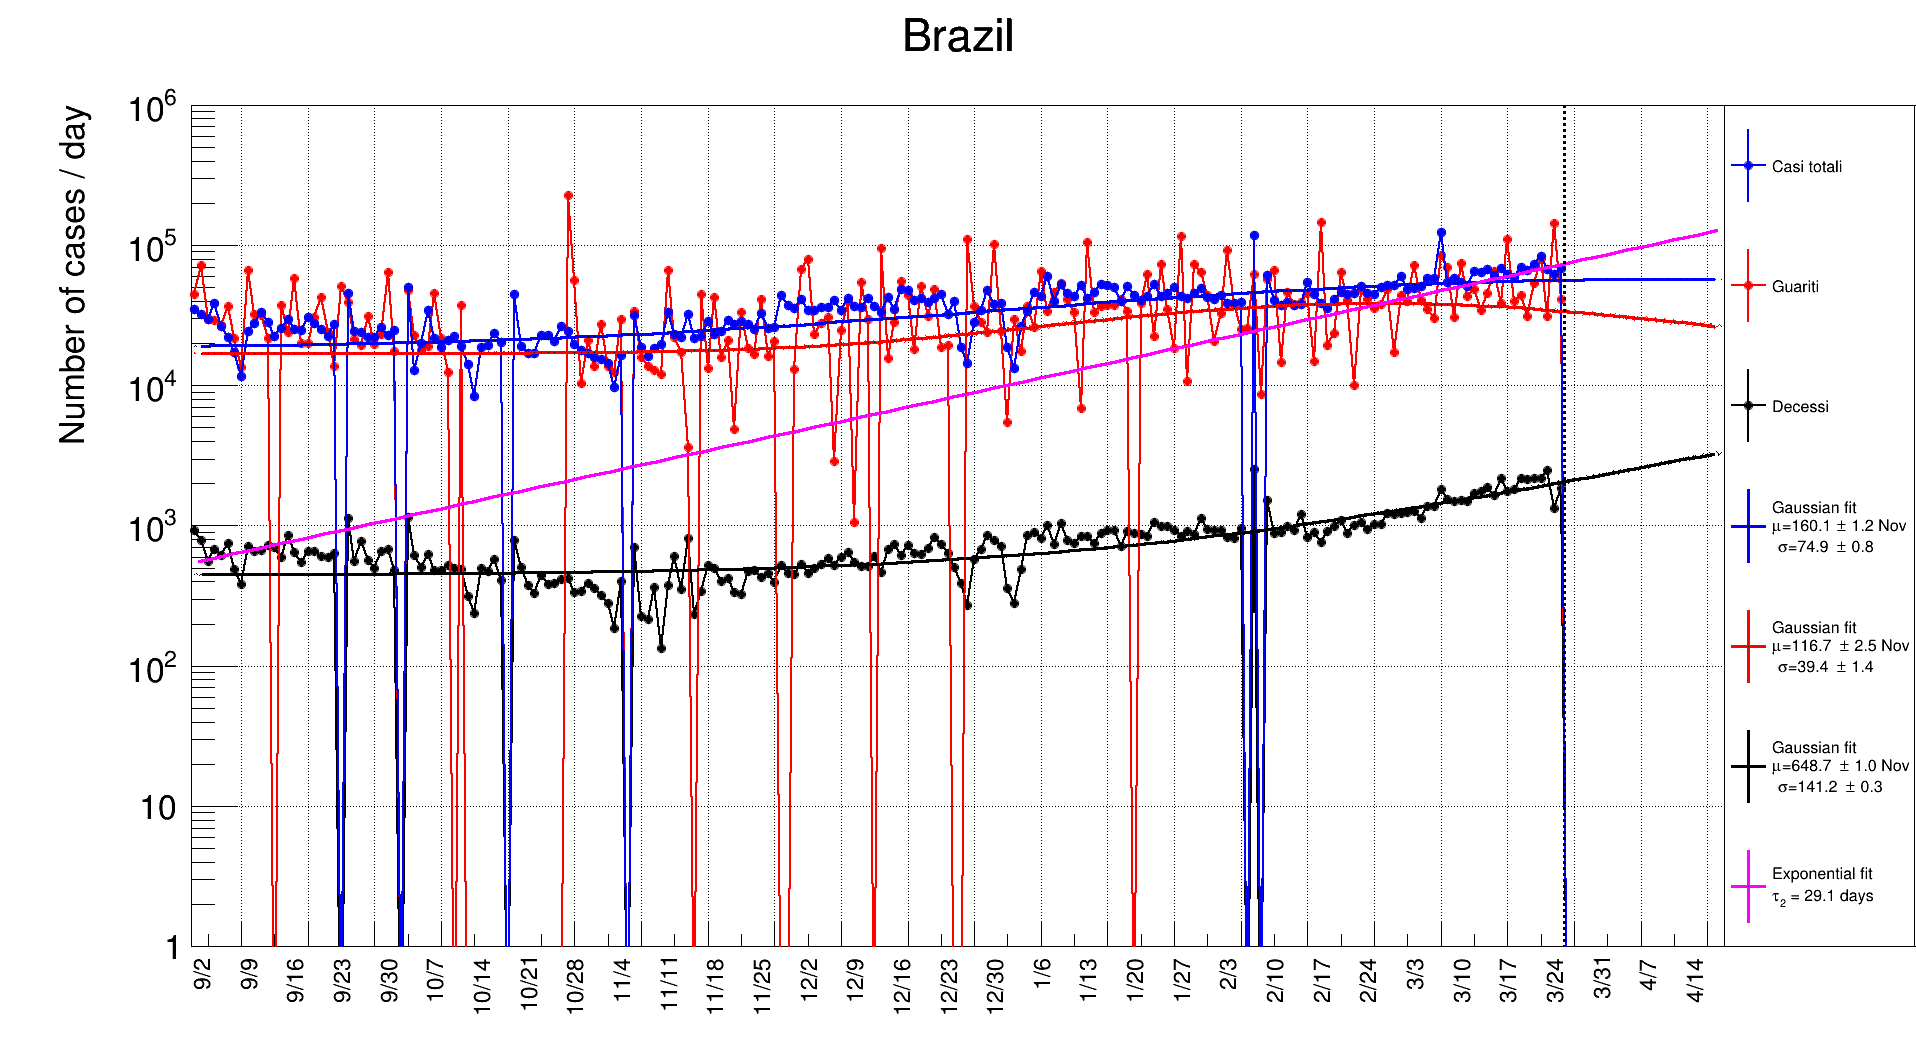 Brazil
Number of cases / day
10^6
10^5
10^4
10^3
10^2
10
1
9/2 9/9 9/16 9/23 9/30 10/7 10/14 10/21 10/28 11/4 11/11 11/18 11/25 12/2 12/9 12/16 12/23 12/30 1/6 1/13 1/20 1/27 2/3 2/10 2/17 2/24 3/3 3/10 3/17 3/24 3/31 4/7 4/14
Casi totali
Guariti
Decessi
Gaussian fit
μ=160.1 ± 1.2 Nov
σ=74.9 ± 0.8
Gaussian fit
μ=116.7 ± 2.5 Nov
σ=39.4 ± 1.4
Gaussian fit
μ=648.7 ± 1.0 Nov
σ=141.2 ± 0.3
Exponential fit
τ_2 = 29.1 days